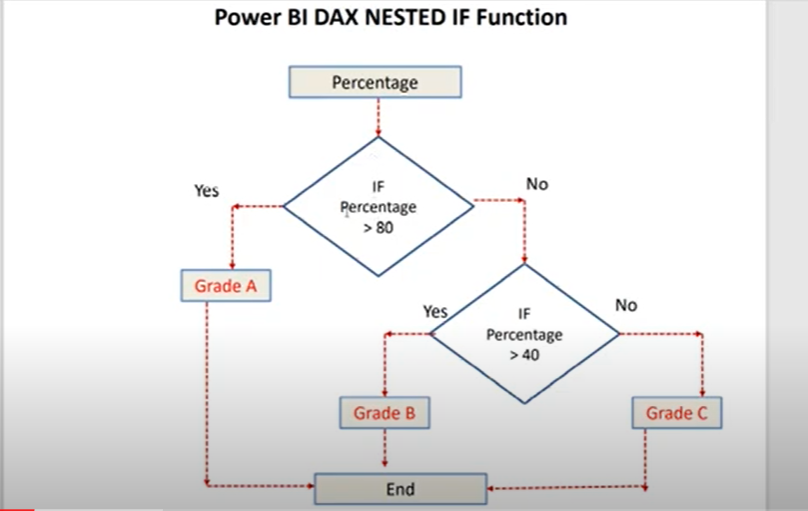 Power BI DAX NESTED IF Function
Percentage
Yes
IF
Percentage
> 80
No
Grade A
Yes
IF
Percentage
> 40
No
Grade B
Grade C
End